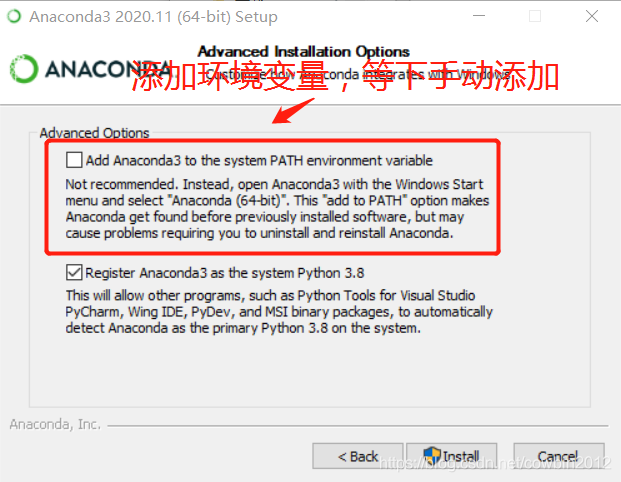 Anaconda3 2020.11 (64-bit) Setup
Advanced Installation Options
ANACONDA.
Customize how Anaconda integrates with Windows
添加环境变量，等下手动添加
Advanced Options
Add Anaconda3 to the system PATH environment variable
Not recommended. Instead, open Anaconda3 with the Windows Start
menu and select "Anaconda (64-bit)". This "add to PATH" option makes
Anaconda get found before previously installed software, but may
cause problems requiring you to uninstall and reinstall Anaconda.
Register Anaconda3 as the system Python 3.8
This will allow other programs, such as Python Tools for Visual Studio
PyCharm, Wing IDE, PyDev, and MSI binary packages, to automatically
detect Anaconda as the primary Python 3.8 on the system.
Anaconda, Inc.
< Back
Install
Cancel
https://blog.csdn.net/cowbin2012